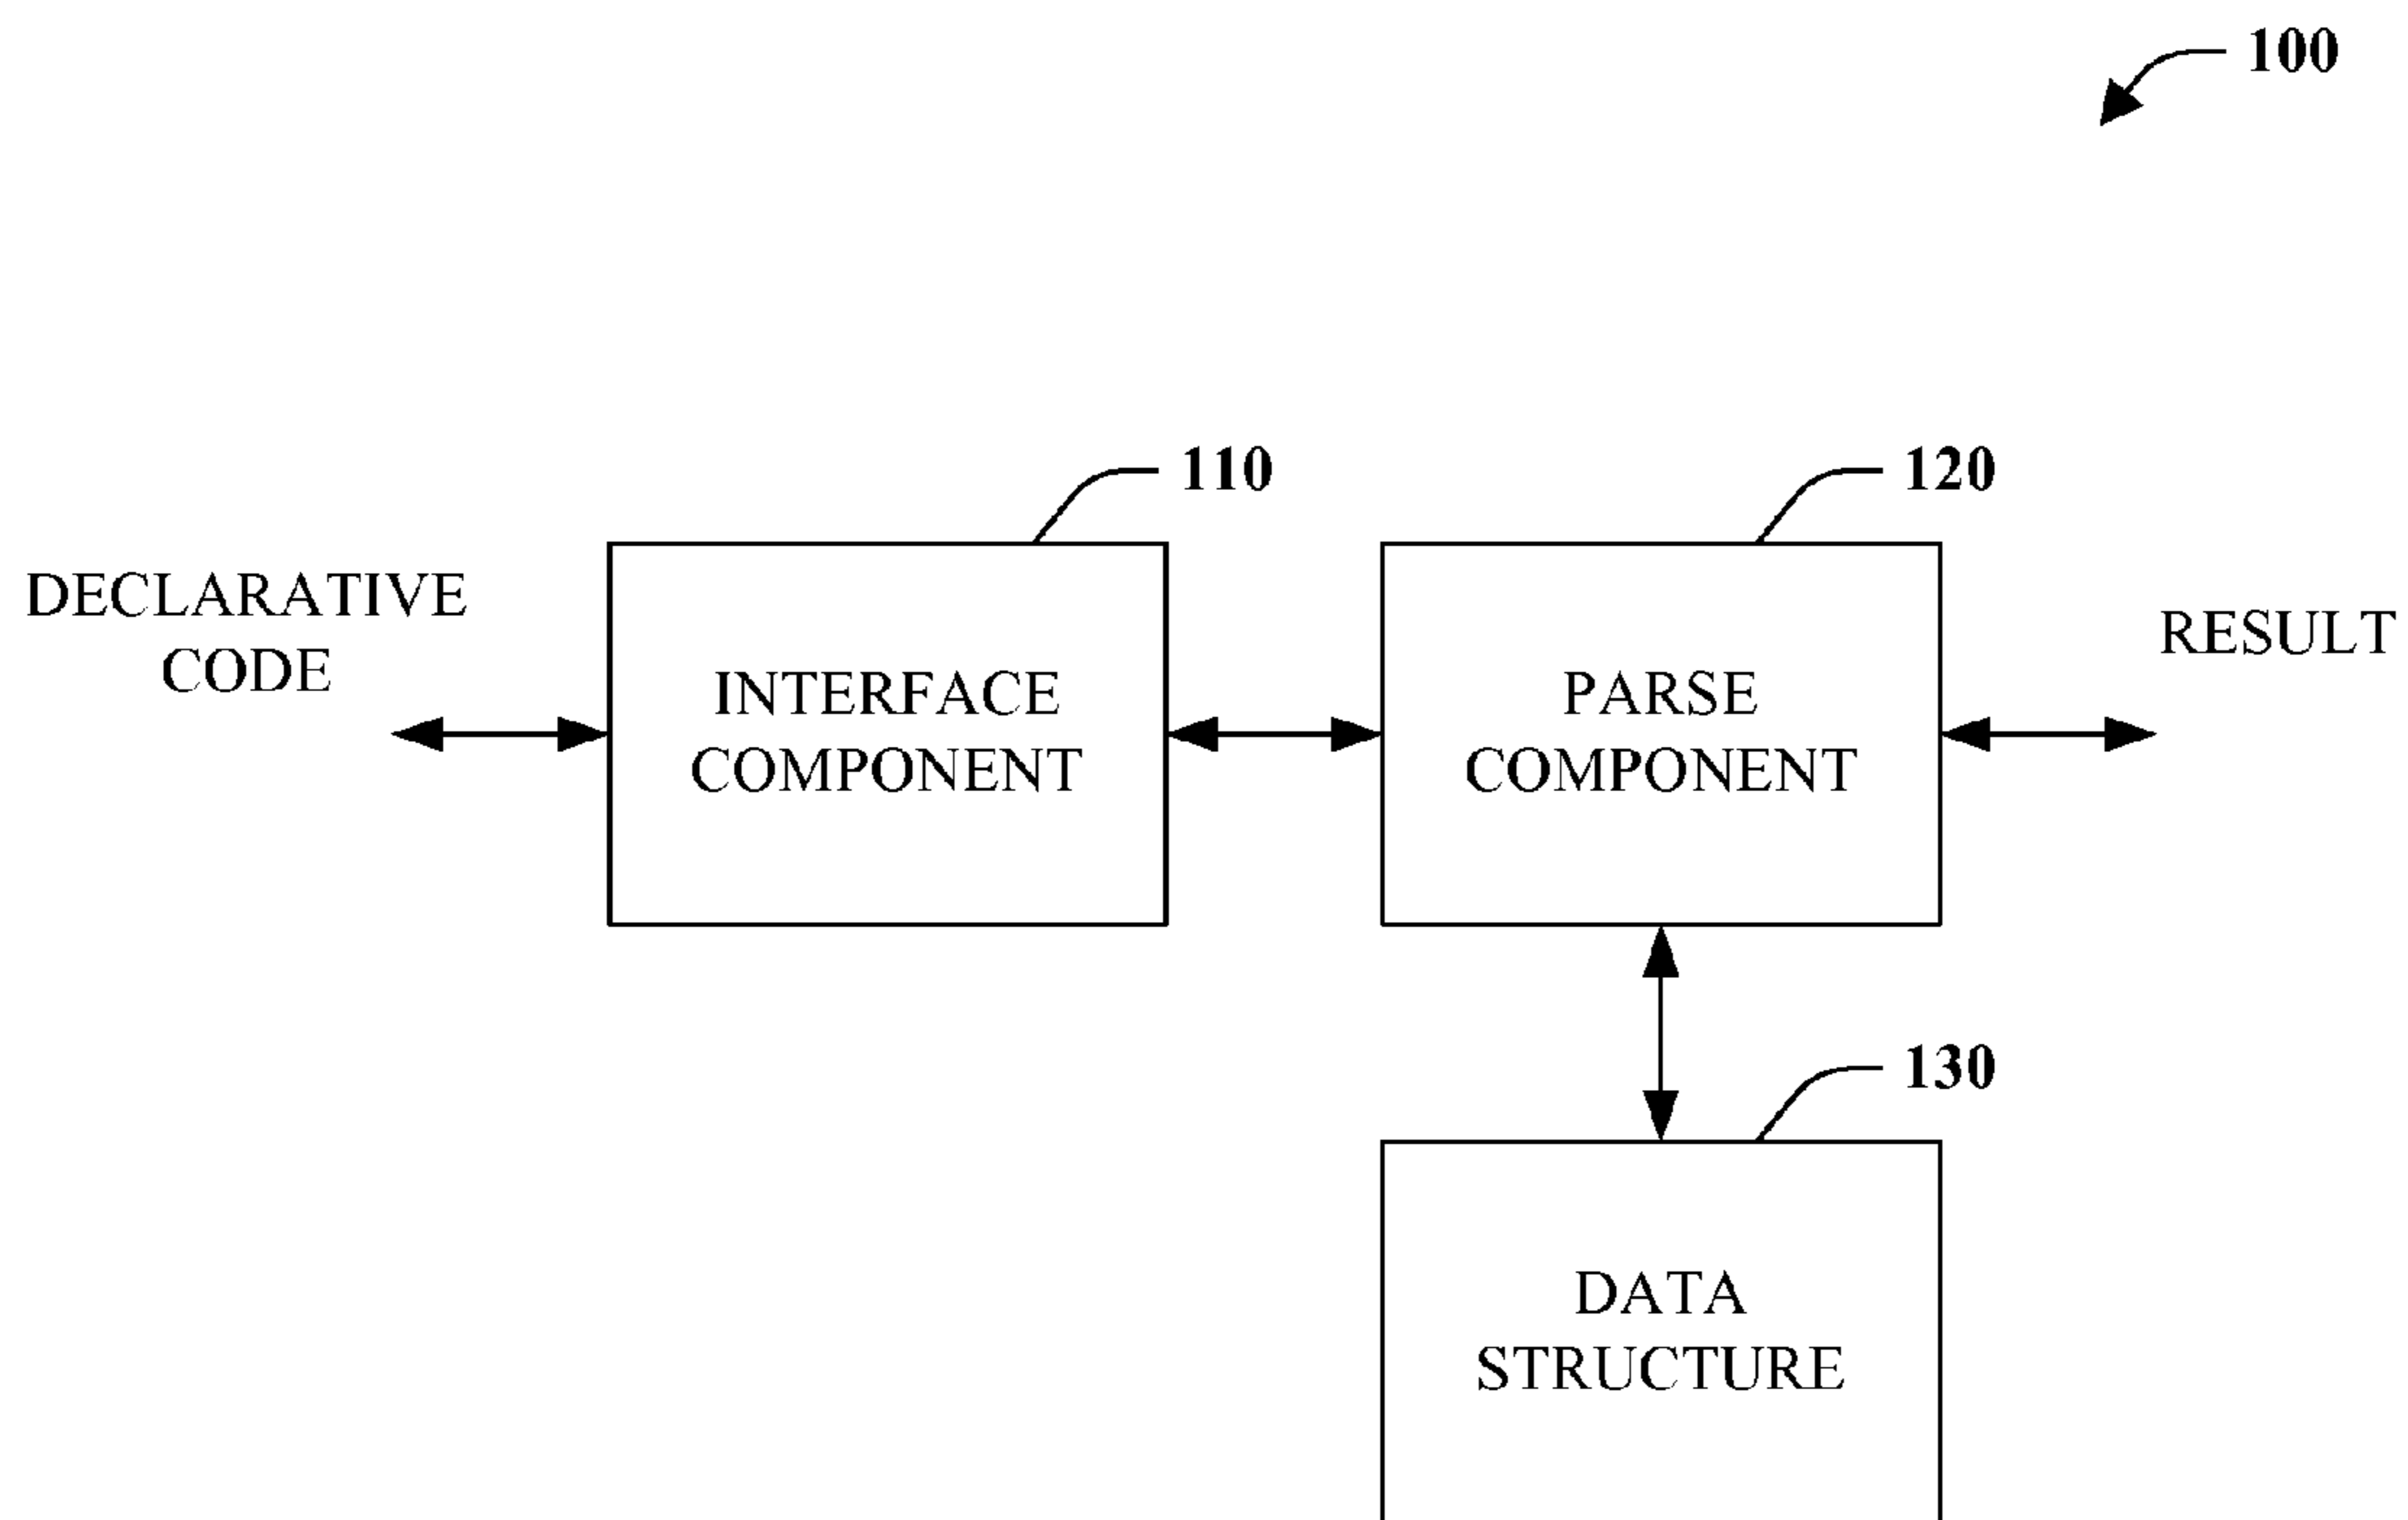 100
110
120
DECLARATIVE
CODE
INTERFACE
COMPONENT
PARSE
COMPONENT
RESULT
130
DATA
STRUCTURE